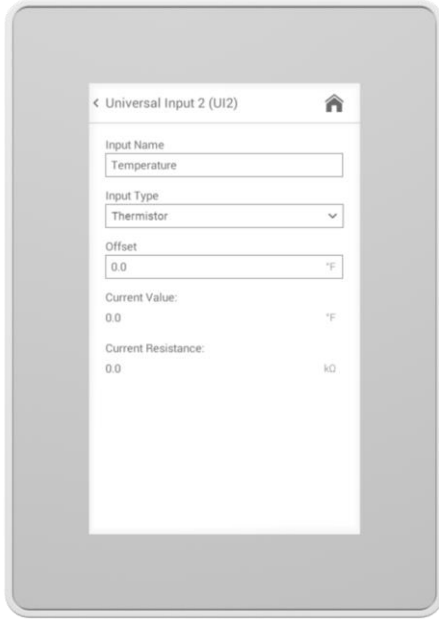 < Universal Input 2 (UI2)
Input Name
Temperature
Input Type
Thermistor
Offset
0.0 °F
Current Value:
0.0 °F
Current Resistance:
0.0 kΩ